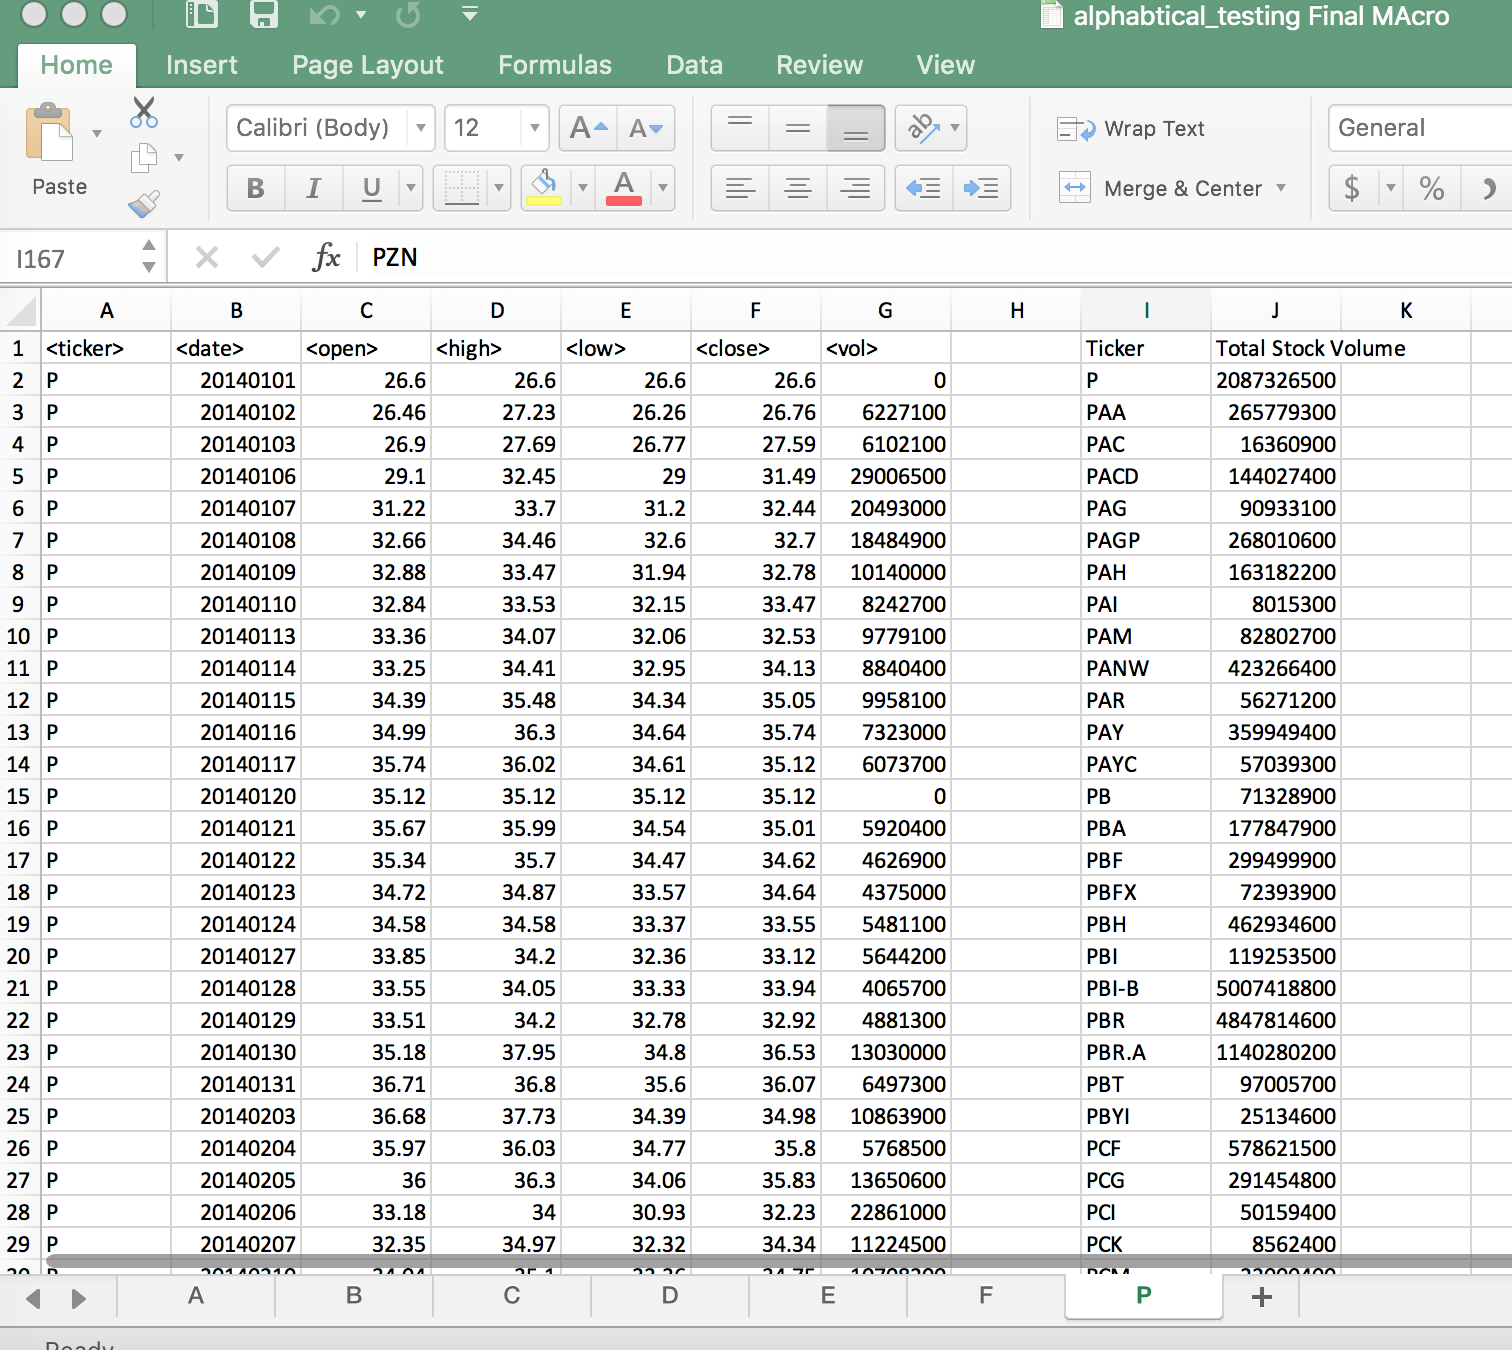 alphabtical_testing Final MAcro
Home Insert Page Layout Formulas Data Review View
Calibri (Body) 12 A A ab Wrap Text General
Paste B I U A Merge & Center $ %
I167 fx PZN
A B C D E F G H I J K
1 <ticker> <date> <open> <high> <low> <close> <vol> Ticker Total Stock Volume
2 P 20140101 26.6 26.6 26.6 26.6 0 P 2087326500
3 P 20140102 26.46 27.23 26.26 26.76 6227100 PAA 265779300
4 P 20140103 26.9 27.69 26.77 27.59 6102100 PAC 16360900
5 P 20140106 29.1 32.45 29 31.49 29006500 PACD 144027400
6 P 20140107 31.22 33.7 31.2 32.44 20493000 PAG 90933100
7 P 20140108 32.66 34.46 32.6 32.7 18484900 PAGP 268010600
8 P 20140109 32.88 33.47 31.94 32.78 10140000 PAH 163182200
9 P 20140110 32.84 33.53 32.15 33.47 8242700 PAI 8015300
10 P 20140113 33.36 34.07 32.06 32.53 9779100 PAM 82802700
11 P 20140114 33.25 34.41 32.95 34.13 8840400 PANW 423266400
12 P 20140115 34.39 35.48 34.34 35.05 9958100 PAR 56271200
13 P 20140116 34.99 36.3 34.64 35.74 7323000 PAY 359949400
14 P 20140117 35.74 36.02 34.61 35.12 6073700 PAYC 57039300
15 P 20140120 35.12 35.12 35.12 35.12 0 PB 71328900
16 P 20140121 35.67 35.99 34.54 35.01 5920400 PBA 177847900
17 P 20140122 35.34 35.7 34.47 34.62 4626900 PBF 299499900
18 P 20140123 34.72 34.87 33.57 34.64 4375000 PBFX 72393900
19 P 20140124 34.58 34.58 33.37 33.55 5481100 PBH 462934600
20 P 20140127 33.85 34.2 32.36 33.12 5644200 PBI 119253500
21 P 20140128 33.55 34.05 33.33 33.94 4065700 PBI-B 5007418800
22 P 20140129 33.51 34.2 32.78 32.92 4881300 PBR 4847814600
23 P 20140130 35.18 37.95 34.8 36.53 13030000 PBR.A 1140280200
24 P 20140131 36.71 36.8 35.6 36.07 6497300 PBT 97005700
25 P 20140203 36.68 37.73 34.39 34.98 10863900 PBYI 25134600
26 P 20140204 35.97 36.03 34.77 35.8 5768500 PCF 578621500
27 P 20140205 36 36.3 34.06 35.83 13650600 PCG 291454800
28 P 20140206 33.18 34 30.93 32.23 22861000 PCI 50159400
29 P 20140207 32.35 34.97 32.32 34.34 11224500 PCK 8562400
A B C D E F P +
Ready